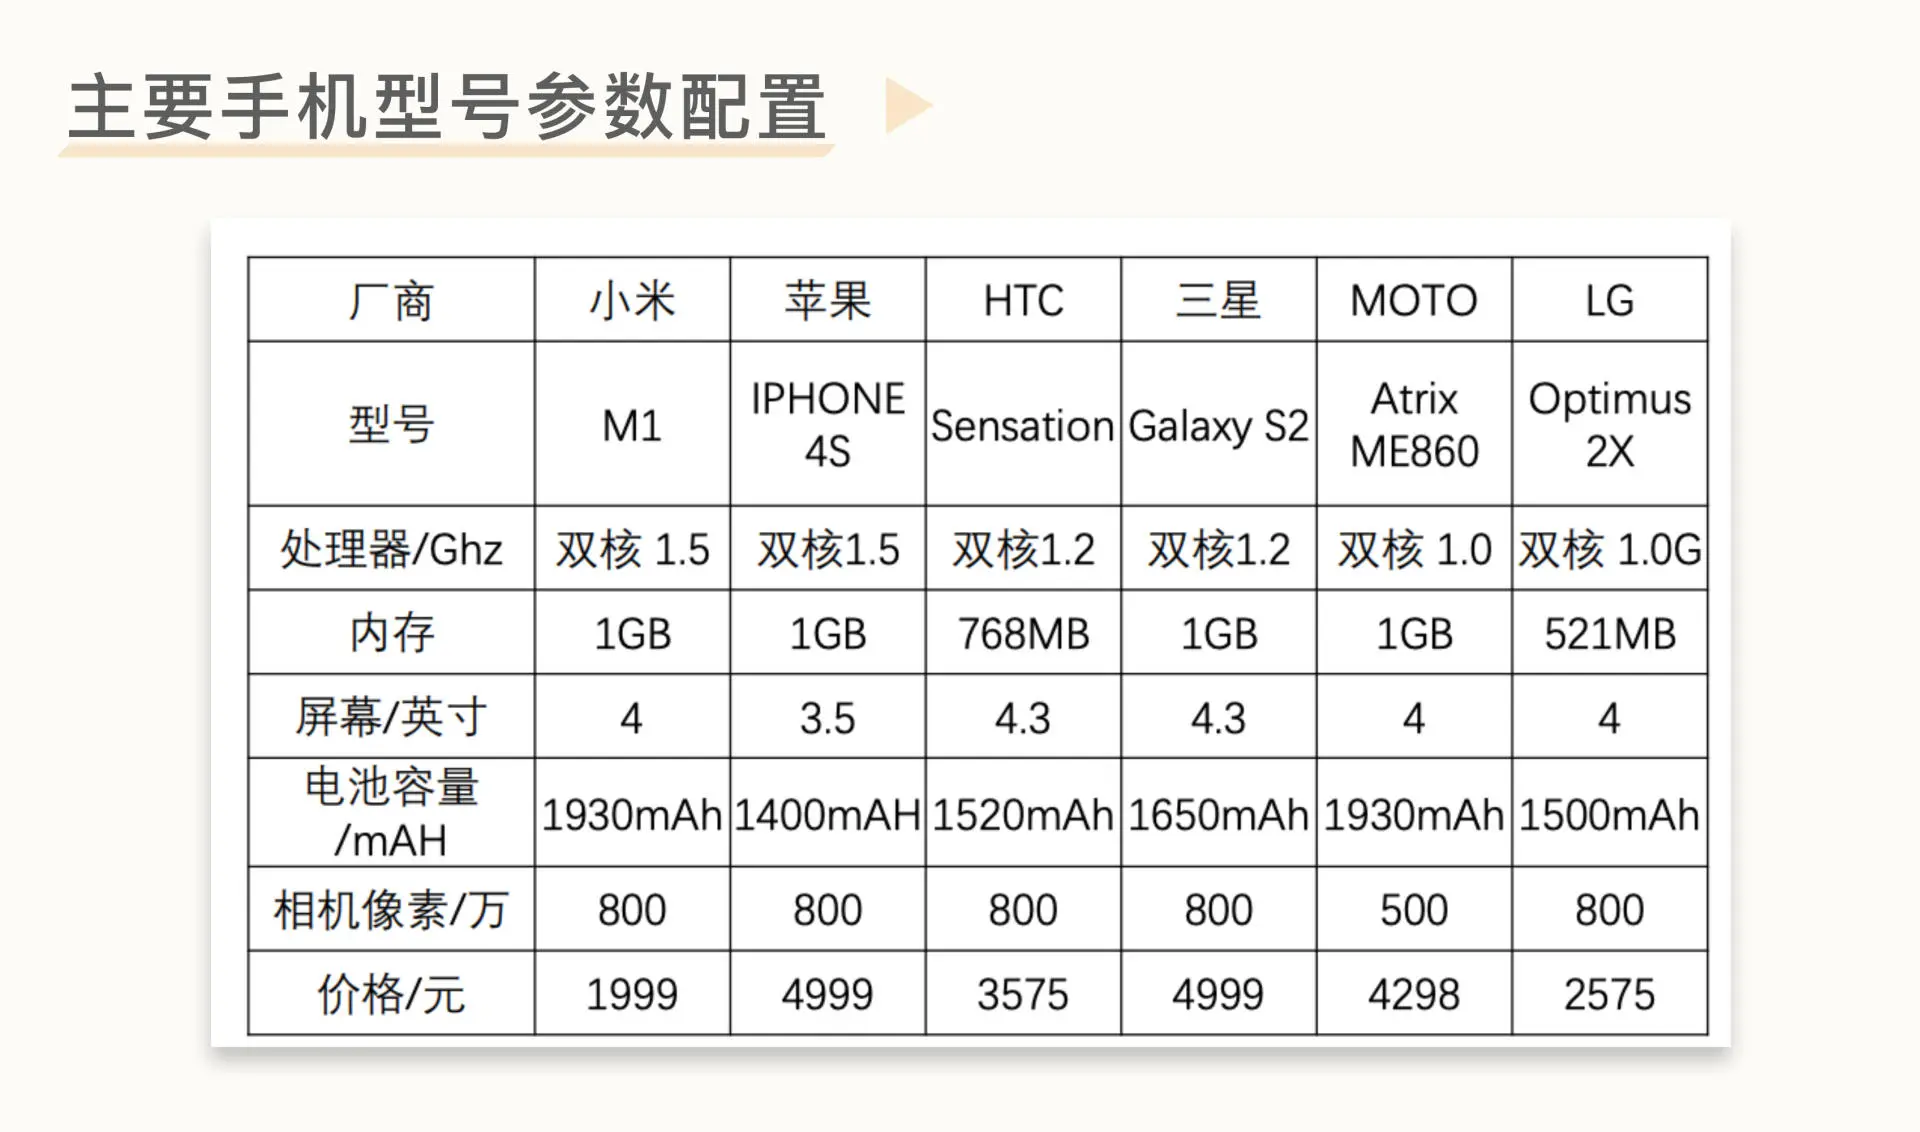 主要手机型号参数配置
厂商 小米 苹果 HTC 三星 MOTO LG
型号 M1 IPHONE 4S Sensation Galaxy S2 Atrix ME860 Optimus 2X
处理器/Ghz 双核 1.5 双核1.5 双核1.2 双核1.2 双核 1.0 双核 1.0G
内存 1GB 1GB 768MB 1GB 1GB 521MB
屏幕/英寸 4 3.5 4.3 4.3 4 4
电池容量/mAH 1930mAh 1400mAH 1520mAh 1650mAh 1930mAh 1500mAh
相机像素/万 800 800 800 800 500 800
价格/元 1999 4999 3575 4999 4298 2575